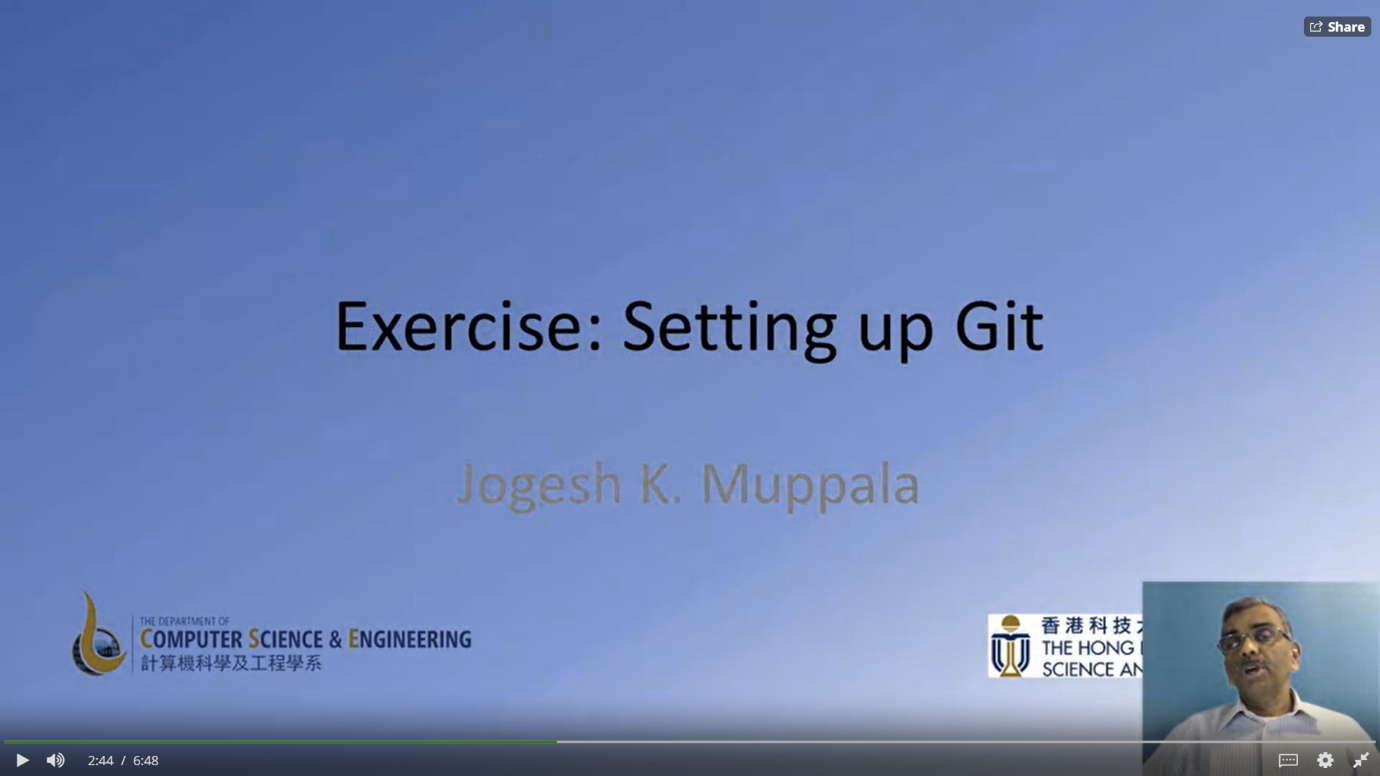 Share
Exercise: Setting up Git
Jogesh K. Muppala
THE DEPARTMENT OF
COMPUTER SCIENCE & ENGINEERING
計算機科學及工程學系
香港科技
THE HONG
SCIENCE AN
2:44 / 6:48